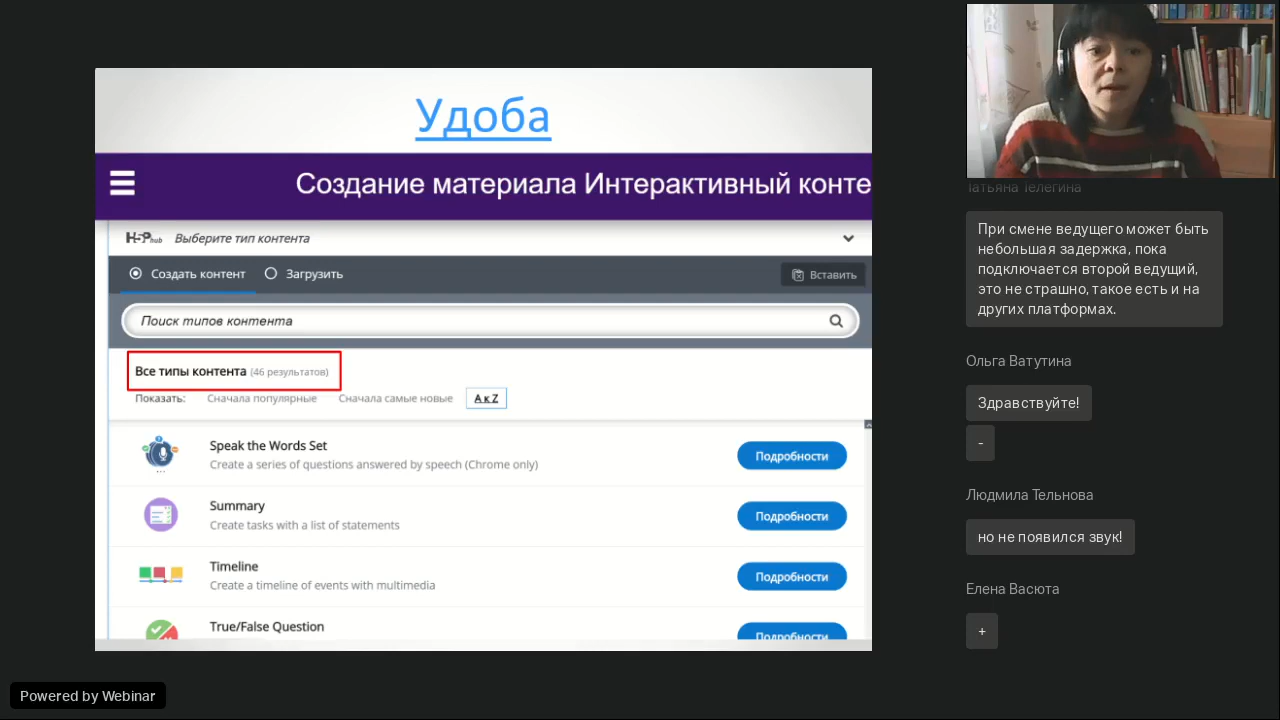 Удоба
Создание материала Интерактивный конте
H5P hub Выберите тип контента
Создать контент Загрузить Вставить
Поиск типов контента
Все типы контента (46 результатов)
Показать: Сначала популярные Сначала самые новые А к Z
Speak the Words Set
Create a series of questions answered by speech (Chrome only)
Подробности
Summary
Create tasks with a list of statements
Подробности
Timeline
Create a timeline of events with multimedia
Подробности
True/False Question
Подробности
Татьяна Телегина
При смене ведущего может быть
небольшая задержка, пока
подключается второй ведущий,
это не страшно, такое есть и на
других платформах.
Ольга Ватутина
Здравствуйте!
-
Людмила Тельнова
но не появился звук!
Елена Васюта
+
Powered by Webinar